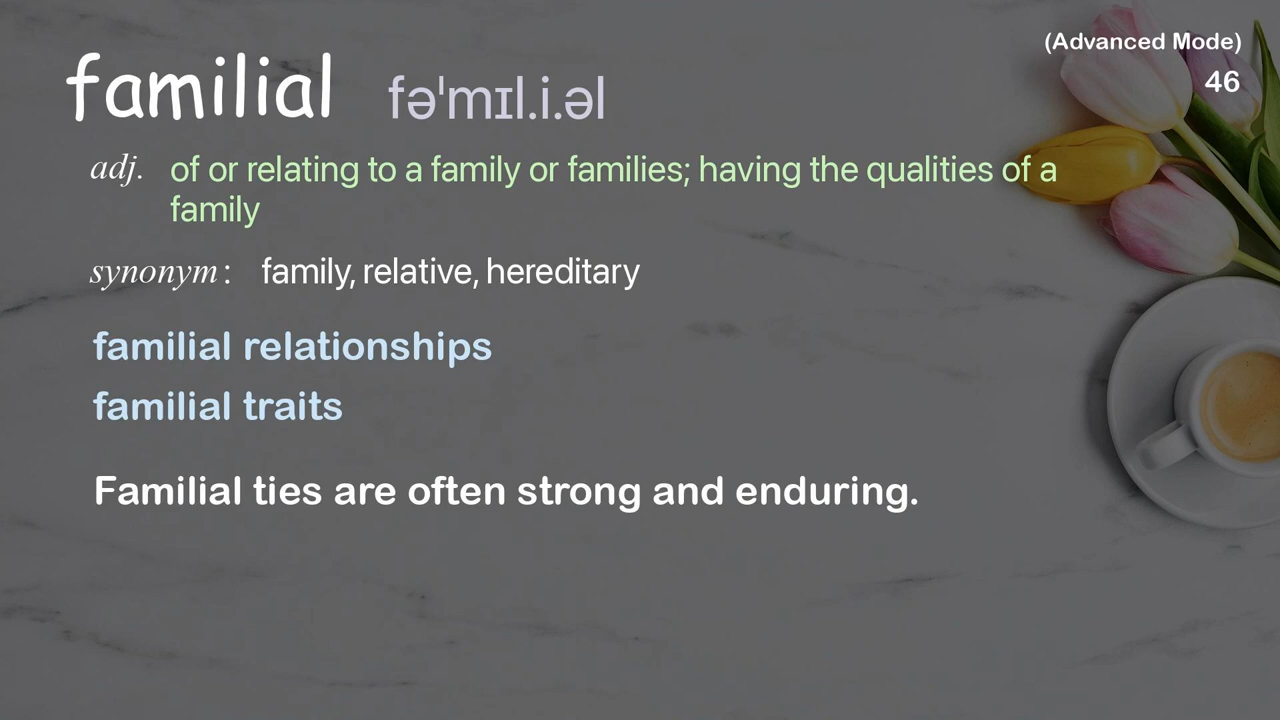 (Advanced Mode)
46
familial fəˈmɪl.i.əl
adj. of or relating to a family or families; having the qualities of a
family
synonym: family, relative, hereditary
familial relationships
familial traits
Familial ties are often strong and enduring.